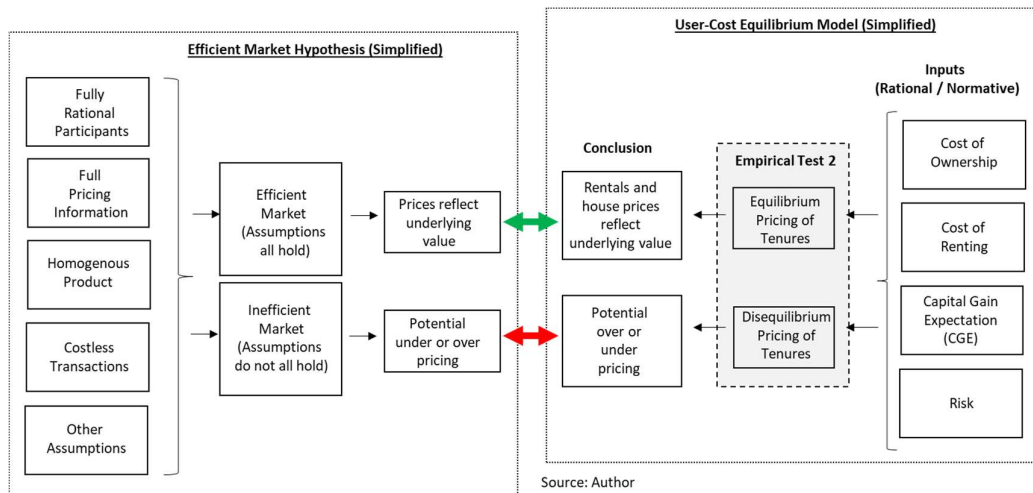 Efficient Market Hypothesis (Simplified)
Fully
Rational
Participants
Full
Pricing
Information
Homogenous
Product
Costless
Transactions
Other
Assumptions
Efficient
Market
(Assumptions
all hold)
Inefficient
Market
(Assumptions
do not all hold)
Prices reflect
underlying
value
Potential
under or over
pricing
User-Cost Equilibrium Model (Simplified)
Conclusion
Rentals and
house prices
reflect
underlying value
Potential
over or
under
pricing
Empirical Test 2
Equilibrium
Pricing of
Tenures
Disequilibrium
Pricing of
Tenures
Inputs
(Rational / Normative)
Cost of
Ownership
Cost of
Renting
Capital Gain
Expectation
(CGE)
Risk
Source: Author